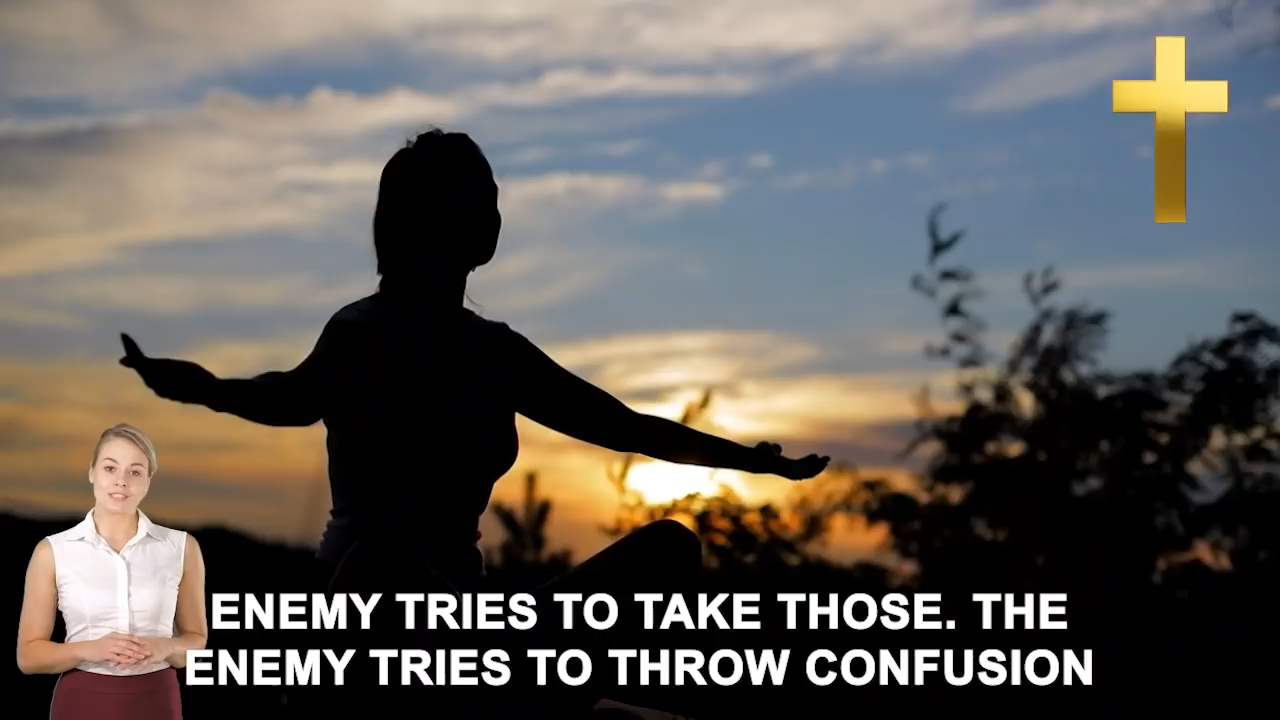 ENEMY TRIES TO TAKE THOSE. THE
ENEMY TRIES TO THROW CONFUSION